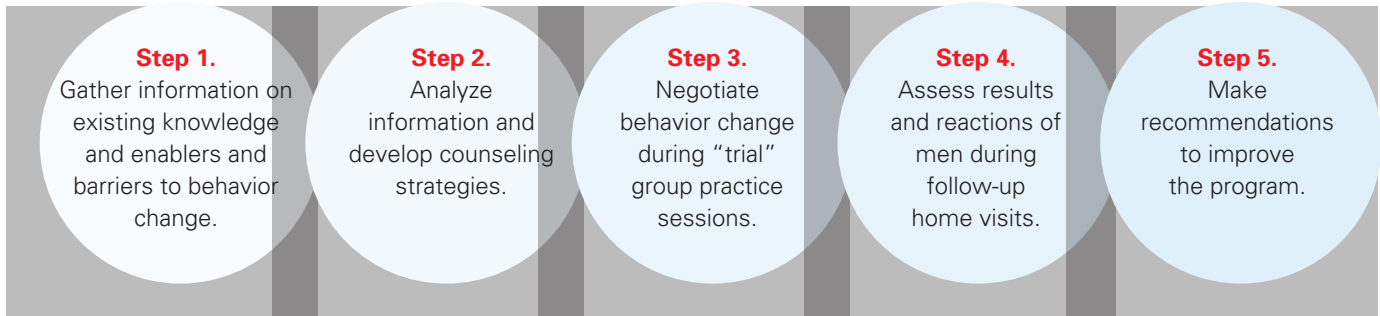 Step 1.
Gather information on
existing knowledge
and enablers and
barriers to behavior
change.
Step 2.
Analyze
information and
develop counseling
strategies.
Step 3.
Negotiate
behavior change
during “trial”
group practice
sessions.
Step 4.
Assess results
and reactions of
men during
follow-up
home visits.
Step 5.
Make
recommendations
to improve
the program.